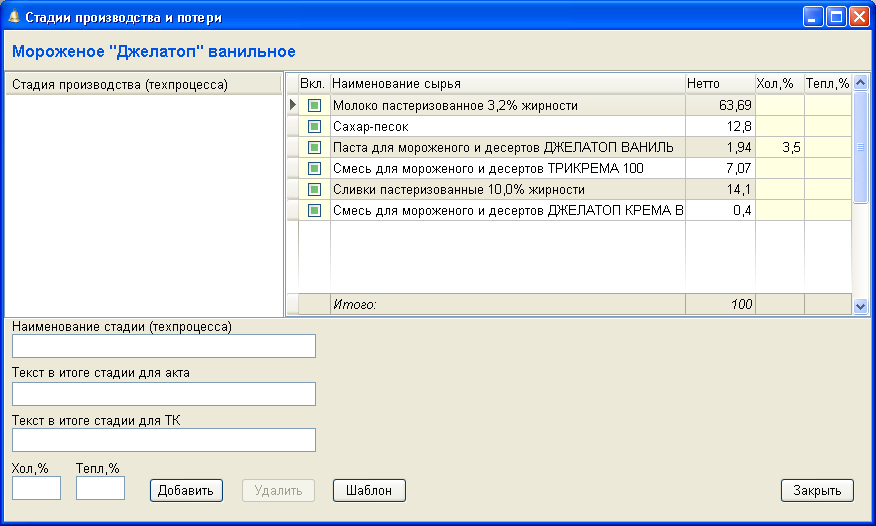 Стадии производства и потери
Мороженое "Джелатоп" ванильное
Стадия производства (техпроцесса)
Вкл. Наименование сырья Нетто Хол,% Тепл,%
Молоко пастеризованное 3,2% жирности 63,69
Сахар-песок 12,8
Паста для мороженого и десертов ДЖЕЛАТОП ВАНИЛЬ 1,94 3,5
Смесь для мороженого и десертов ТРИКРЕМА 100 7,07
Сливки пастеризованные 10,0% жирности 14,1
Смесь для мороженого и десертов ДЖЕЛАТОП КРЕМА В 0,4
Итого: 100
Наименование стадии (техпроцесса)
Текст в итоге стадии для акта
Текст в итоге стадии для ТК
Хол,% Тепл,%
Добавить Удалить Шаблон Закрыть